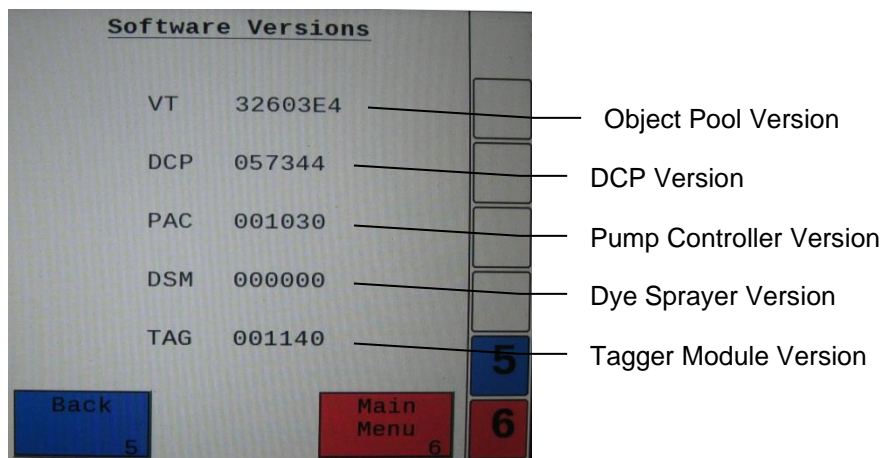 Software Versions
VT 32603E4 Object Pool Version
DCP 057344 DCP Version
PAC 001030 Pump Controller Version
DSM 000000 Dye Sprayer Version
TAG 001140 Tagger Module Version
5
Back
5
Main
Menu
6
6